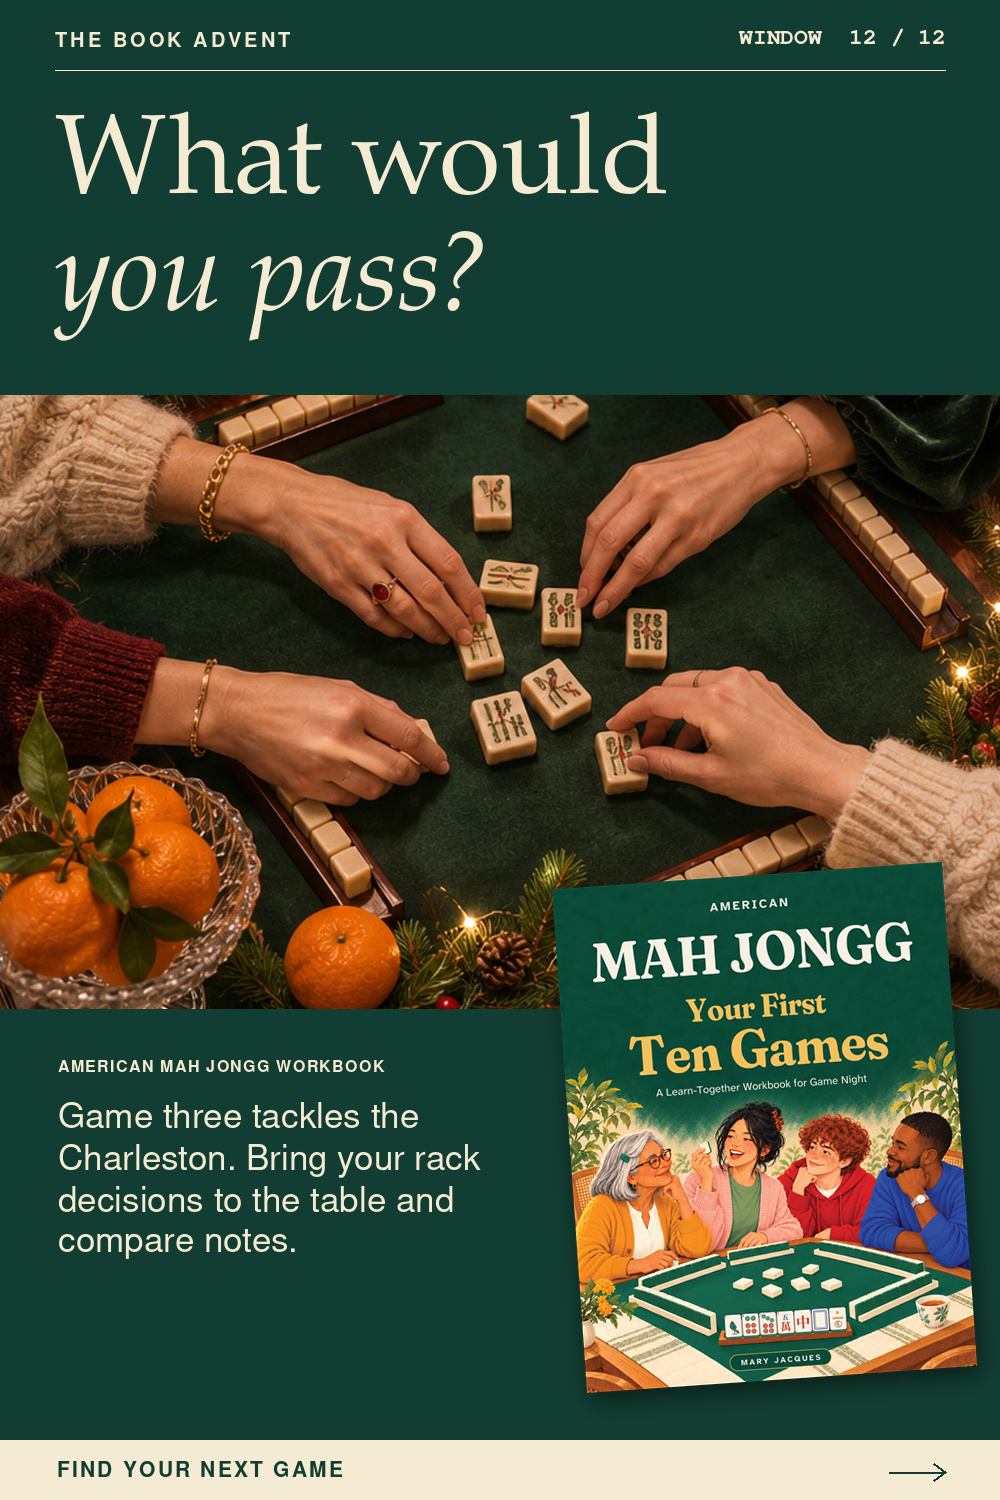 THE BOOK ADVENT
WINDOW 12 / 12
What would
you pass?
AMERICAN
MAH JONGG
Your First
Ten Games
A Learn-Together Workbook for Game Night
MARY JACQUES
AMERICAN MAH JONGG WORKBOOK
Game three tackles the
Charleston. Bring your rack
decisions to the table and
compare notes.
FIND YOUR NEXT GAME